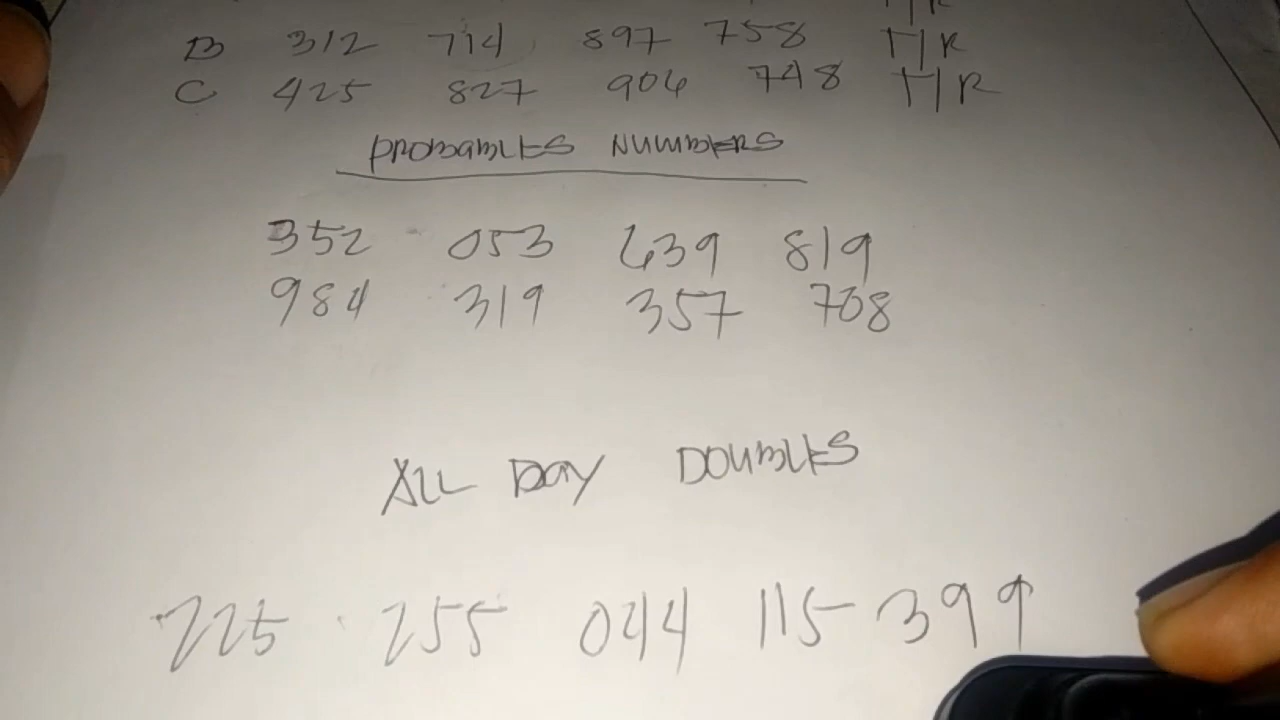 B 312 714 897 758 T/R
C 425 827 906 748 T/R
PROBABLES NUMBERS
352 053 639 819
984 319 357 708
ALL DAY DOUBLES
225 255 044 115 399